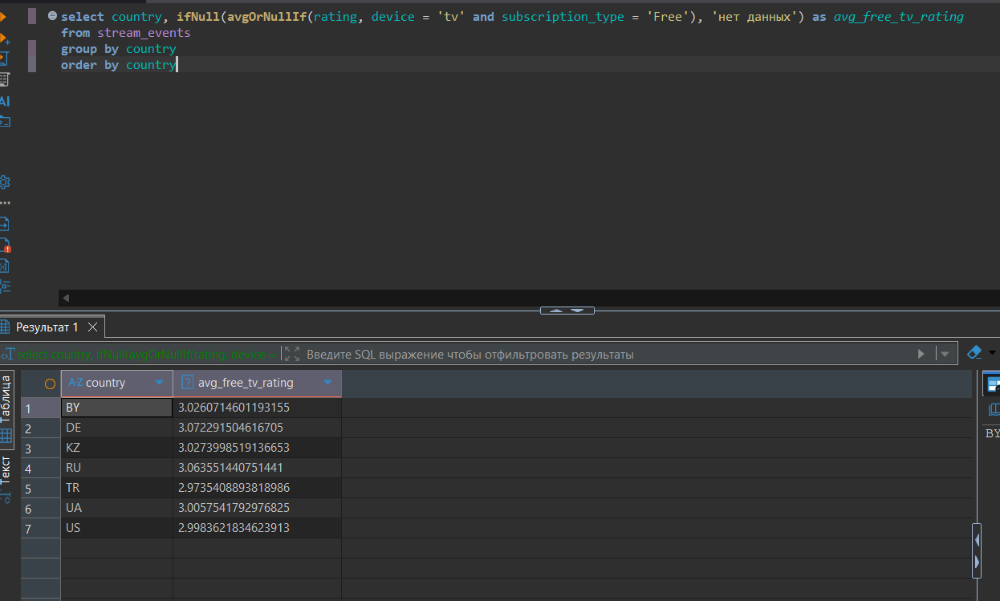 select country, ifNull(avgOrNullIf(rating, device = 'tv' and subscription_type = 'Free'), 'нет данных') as avg_free_tv_rating
from stream_events
group by country
order by country
AI
Результат 1
select country, ifNull(avgOrNullIf(rating, device =
Введите SQL выражение чтобы отфильтровать результаты
Таблица
Текст
A-Z country
? avg_free_tv_rating
1 BY 3.0260714601193155
2 DE 3.072291504616705
3 KZ 3.0273998519136653
4 RU 3.063551440751441
5 TR 2.9735408893818986
6 UA 3.0057541792976825
7 US 2.9983621834623913
BY